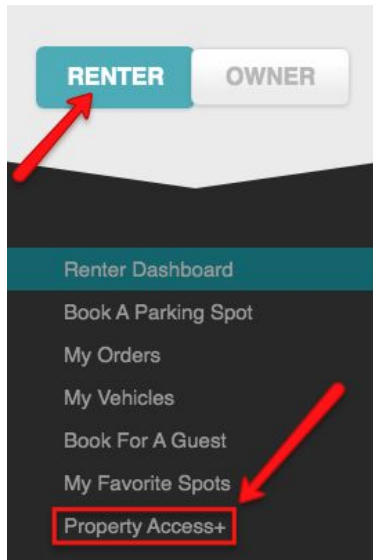 RENTER OWNER
Renter Dashboard
Book A Parking Spot
My Orders
My Vehicles
Book For A Guest
My Favorite Spots
Property Access+